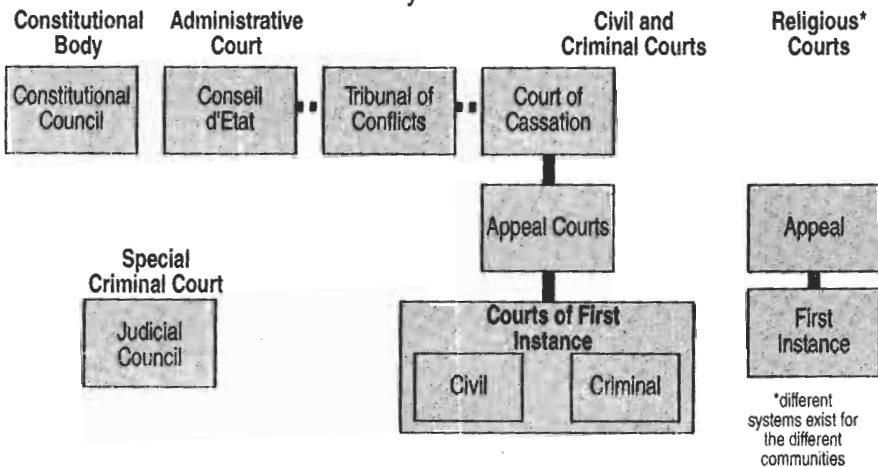 Constitutional
Body
Administrative
Court
Civil and
Criminal Courts
Religious*
Courts
Constitutional
Council
Conseil
d'Etat
Tribunal of
Conflicts
Court of
Cassation
Appeal Courts
Appeal
Special
Criminal Court
Judicial
Council
Courts of First
Instance
Civil
Criminal
First
Instance
*different
systems exist for
the different
communities